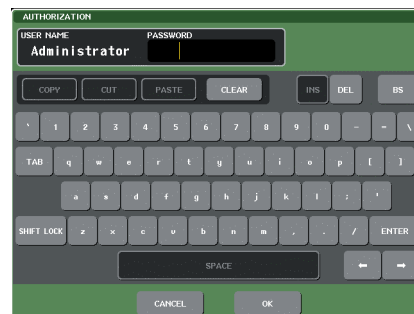 AUTHORIZATION
USER NAME PASSWORD
Administrator
COPY CUT PASTE CLEAR INS DEL BS
` 1 2 3 4 5 6 7 8 9 0 - = \
TAB q w e r t y u i o p [ ]
a s d f g h j k l ; '
SHIFT LOCK z x c v b n m , . / ENTER
SPACE ← →
CANCEL OK